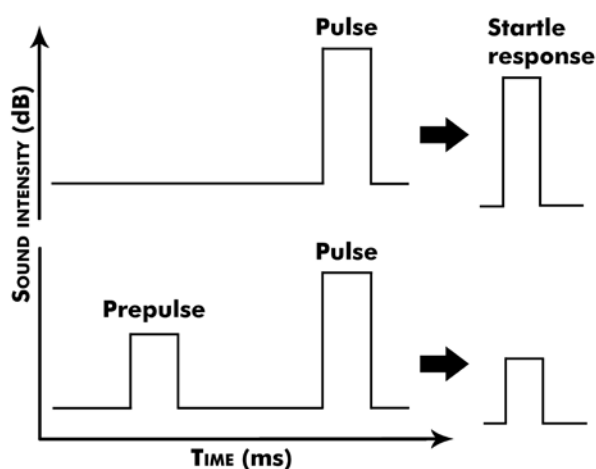 Pulse
Startle
response
SOUND INTENSITY (dB)
Pulse
Prepulse
TIME (ms)